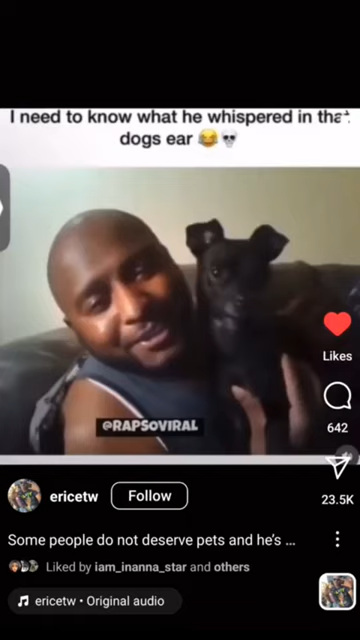 I need to know what he whispered in that
dogs ear 😂💀
@RAPSOVIRAL
Likes
642
23.5K
ericetw
Follow
Some people do not deserve pets and he’s ...
Liked by iam_inanna_star and others
ericetw • Original audio